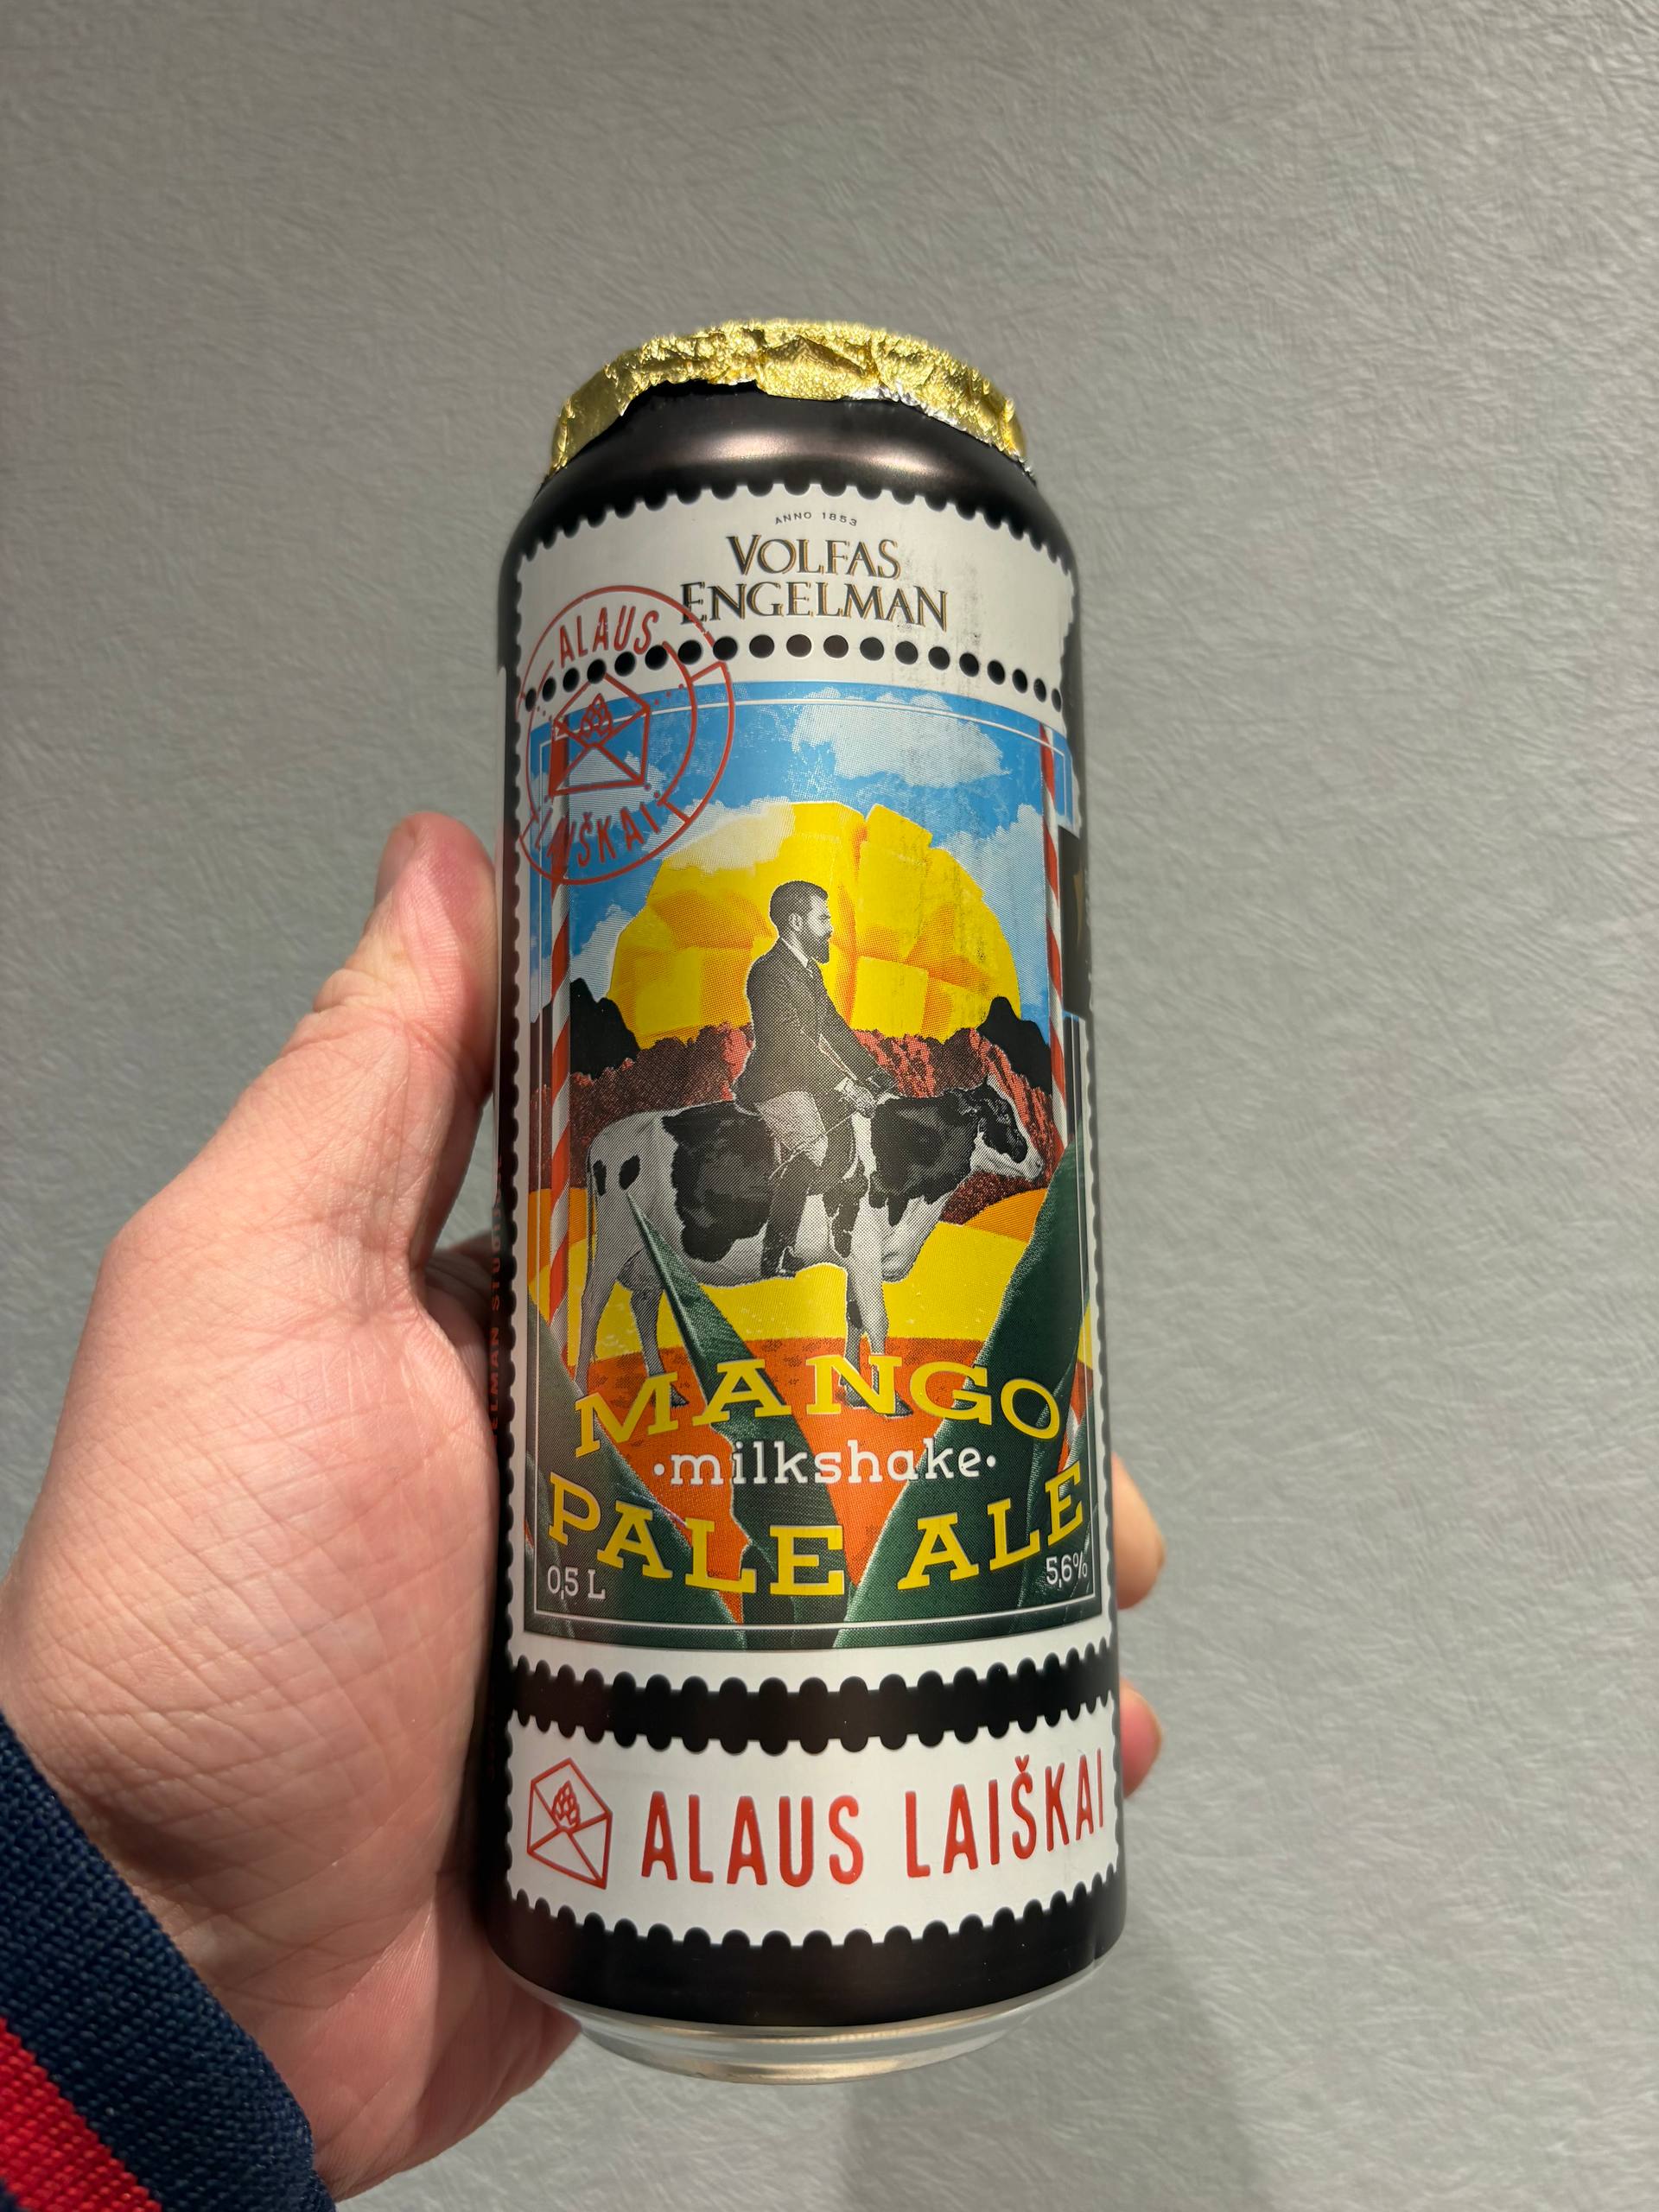 ANNO 1853
VOLFAS
ENGELMAN
ALAUS
LAIŠKAI
MANGO
·milkshake·
PALE ALE
0,5 L
5,6%
ALAUS LAIŠKAI